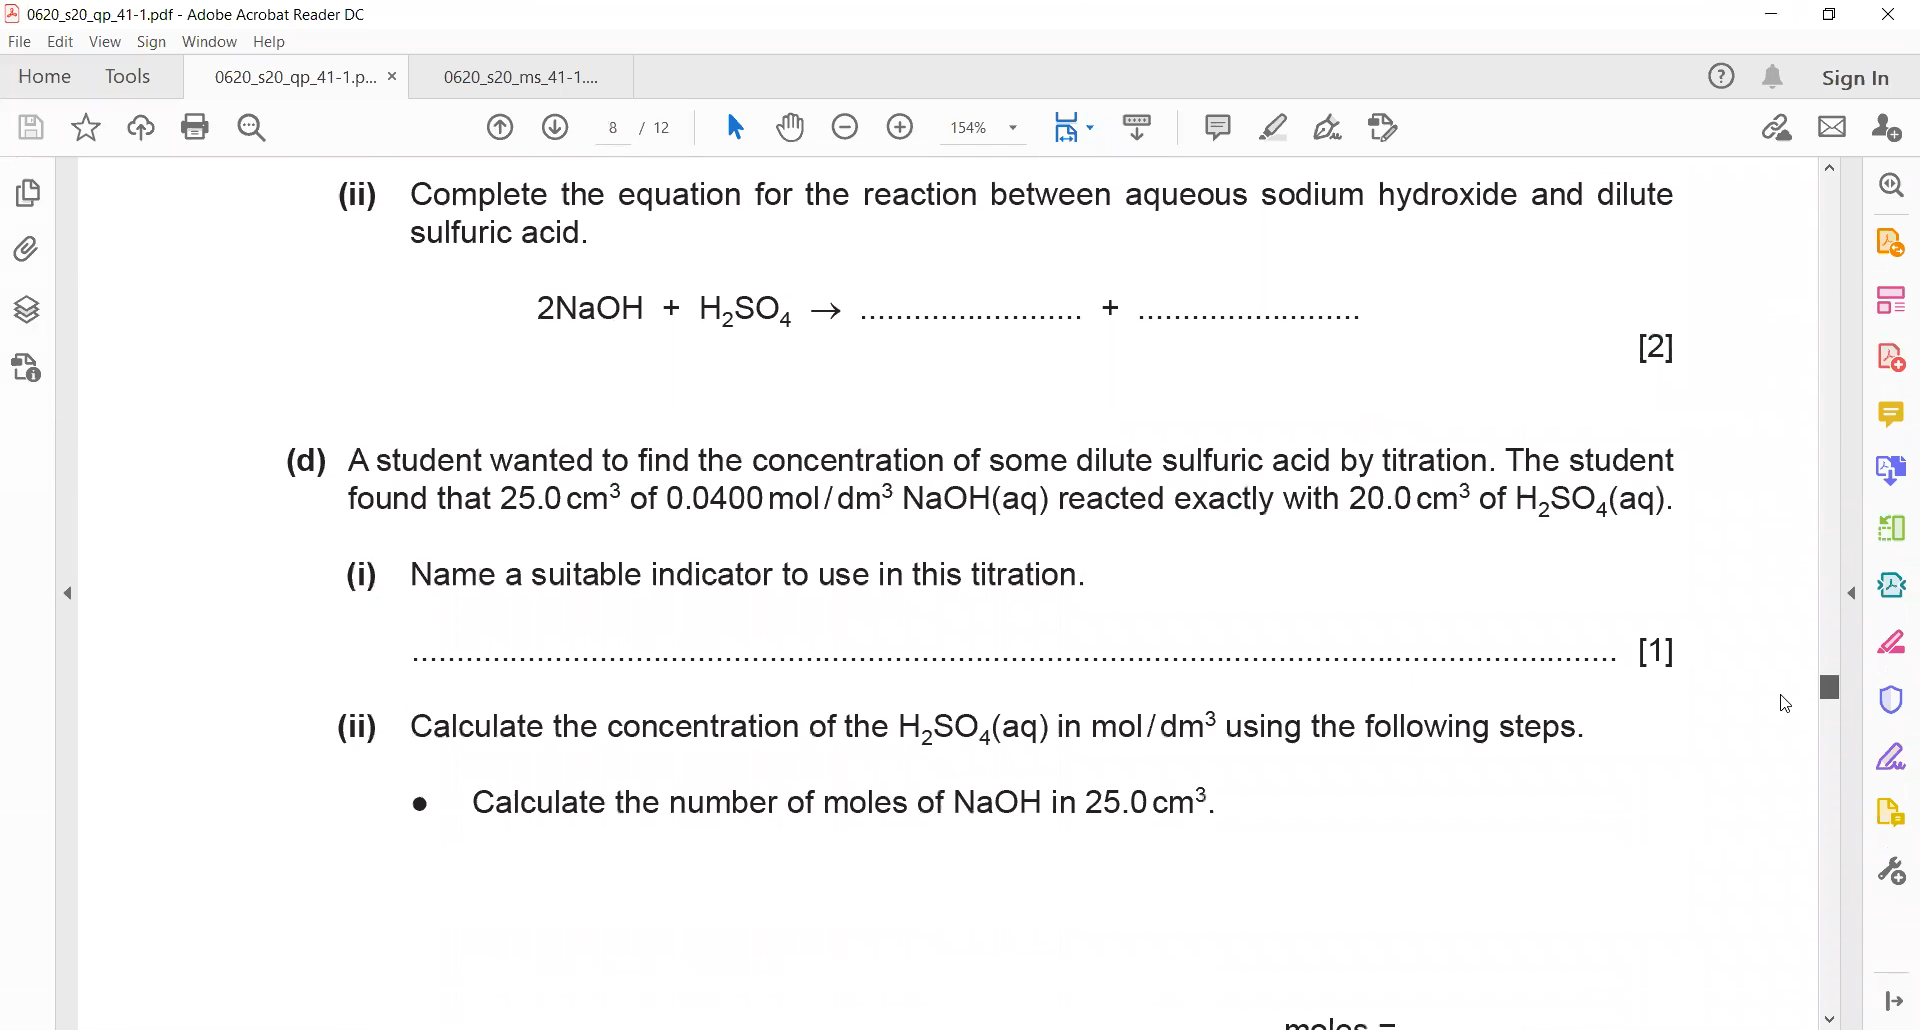 0620_s20_qp_41-1.pdf - Adobe Acrobat Reader DC
File Edit View Sign Window Help
Home Tools 0620_s20_qp_41-1.p... × 0620_s20_ms_41-1.... Sign In
8 / 12 154%
(ii) Complete the equation for the reaction between aqueous sodium hydroxide and dilute
sulfuric acid.
2NaOH + H₂SO₄ → ......................... + .........................
[2]
(d) A student wanted to find the concentration of some dilute sulfuric acid by titration. The student
found that 25.0 cm³ of 0.0400 mol/dm³ NaOH(aq) reacted exactly with 20.0 cm³ of H₂SO₄(aq).
(i) Name a suitable indicator to use in this titration.
...................................................................................................................................... [1]
(ii) Calculate the concentration of the H₂SO₄(aq) in mol/dm³ using the following steps.
● Calculate the number of moles of NaOH in 25.0 cm³.
moles =